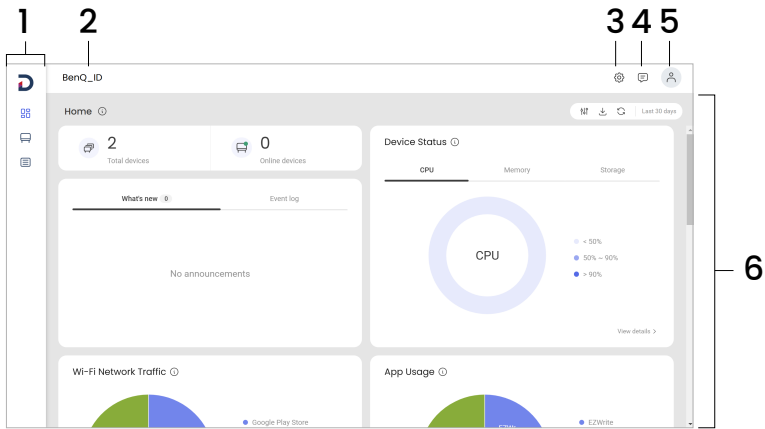 1 2 3 4 5
BenQ_ID
Home
Last 30 days
2
Total devices
0
Online devices
Device Status
CPU Memory Storage
What's new 0 Event log
CPU
< 50%
50% ~ 90%
> 90%
No announcements
6
View details >
Wi-Fi Network Traffic
App Usage
Google Play Store
EZWrite